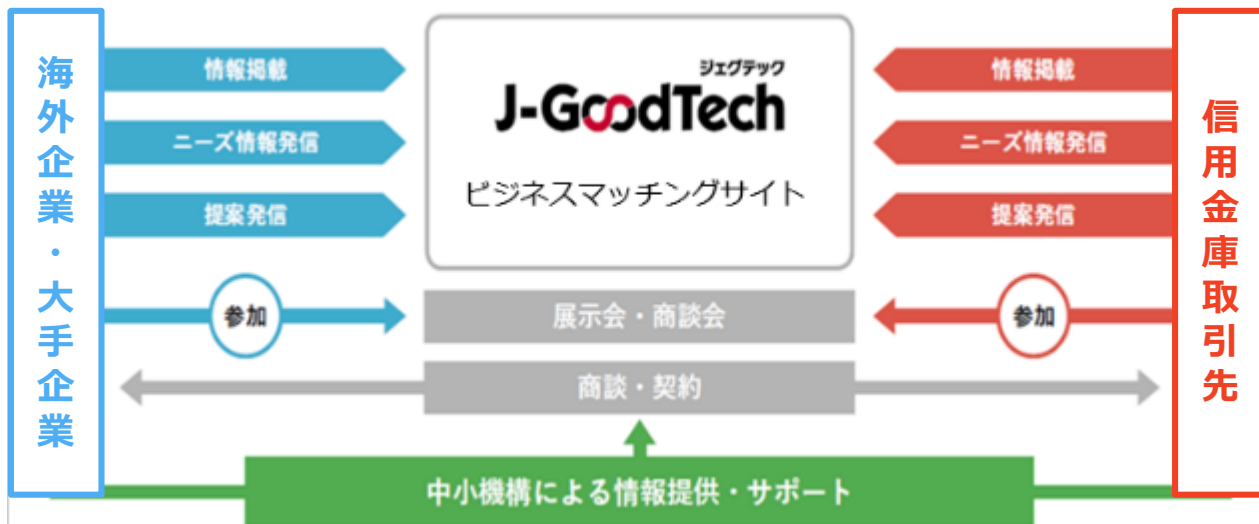 海外企業・大手企業
情報掲載
ニーズ情報発信
提案発信
参加
ジェグテック
J-GoodTech
ビジネスマッチングサイト
展示会・商談会
商談・契約
中小機構による情報提供・サポート
情報掲載
ニーズ情報発信
提案発信
参加
信用金庫取引先